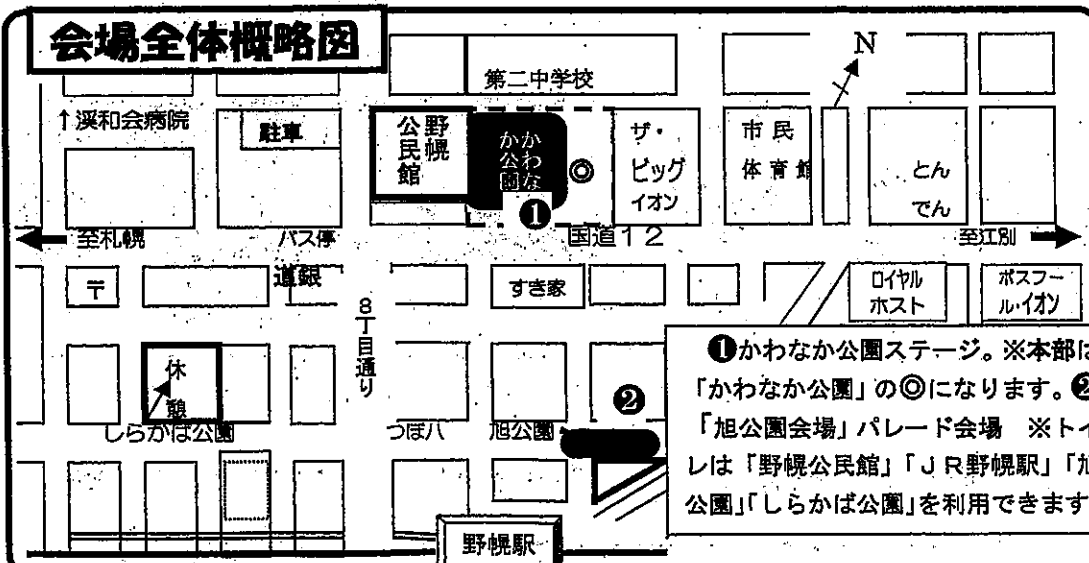 会場全体概略図
N
第二中学校
↑渓和会病院
駐車
野幌
公民館
かわな
か公園
ザ・
ビッグ
イオン
市民
体育館
とん
でん
◎
❶
至札幌
バス停
国道12
至江別
〒
道銀
すき家
ロイヤル
ホスト
ポスフー
ル・イオン
8丁目通り
休
憩
❷
しらかば公園
つぼ八
旭公園
野幌駅
❶かわなか公園ステージ。※本部は
「かわなか公園」の◎になります。❷
「旭公園会場」パレード会場 ※トイ
レは「野幌公民館」「JR野幌駅」「旭
公園」「しらかば公園」を利用できます